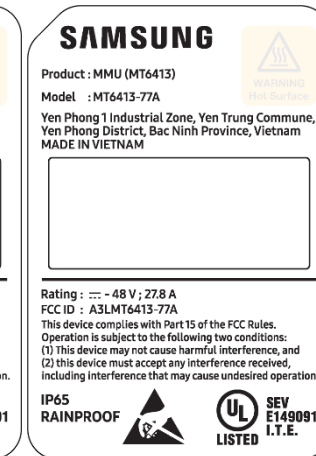 SAMSUNG
WARNING
Hot Surface
Product : MMU (MT6413)
Model : MT6413-77A
Yen Phong 1 Industrial Zone, Yen Trung Commune,
Yen Phong District, Bac Ninh Province, Vietnam
MADE IN VIETNAM
Rating : ⎓ - 48 V ; 27.8 A
FCC ID : A3LMT6413-77A
This device complies with Part 15 of the FCC Rules.
Operation is subject to the following two conditions:
(1) This device may not cause harmful interference, and
(2) this device must accept any interference received,
including interference that may cause undesired operation
on.
IP65
RAINPROOF
UL
LISTED
SEV
E149091
I.T.E.